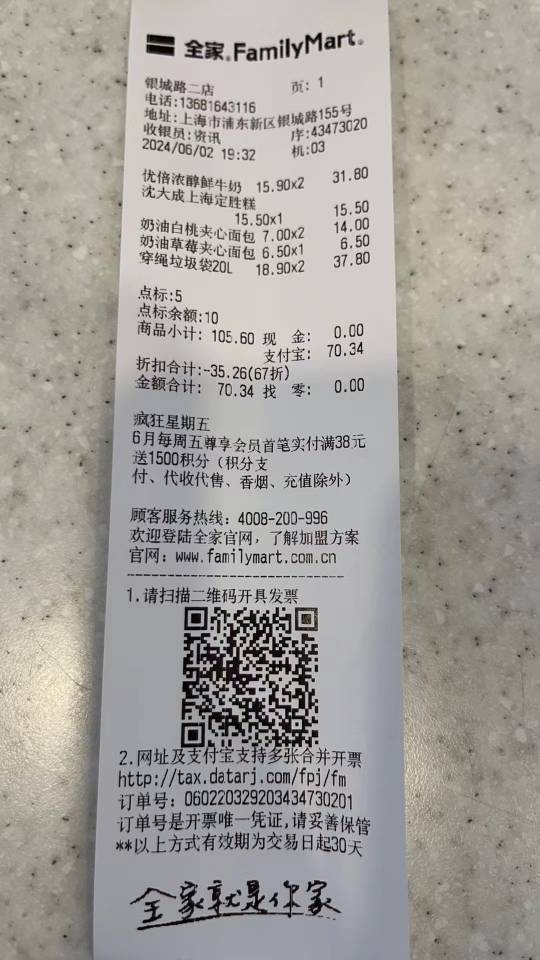 全家 FamilyMart
银城路二店 页: 1
电话:13681643116
地址:上海市浦东新区银城路155号
收银员:资讯 序:43473020
2024/06/02 19:32 机:03
优倍浓醇鲜牛奶 15.90x2 31.80
沈大成上海定胜糕
15.50x1 15.50
奶油白桃夹心面包 7.00x2 14.00
奶油草莓夹心面包 6.50x1 6.50
穿绳垃圾袋20L 18.90x2 37.80
点标:5
点标余额:10
商品小计: 105.60 现 金: 0.00
支付宝: 70.34
折扣合计:-35.26(67折)
金额合计: 70.34 找 零: 0.00
疯狂星期五
6月每周五尊享会员首笔实付满38元
送1500积分（积分支
付、代收代售、香烟、充值除外）
顾客服务热线: 4008-200-996
欢迎登陆全家官网，了解加盟方案
官网: www.familymart.com.cn
--------------------------------
1.请扫描二维码开具发票
2.网址及支付宝支持多张合并开票
http://tax.datarj.com/fpj/fm
订单号: 060220329203434730201
订单号是开票唯一凭证,请妥善保管
**以上方式有效期为交易日起30天
全家就是你家